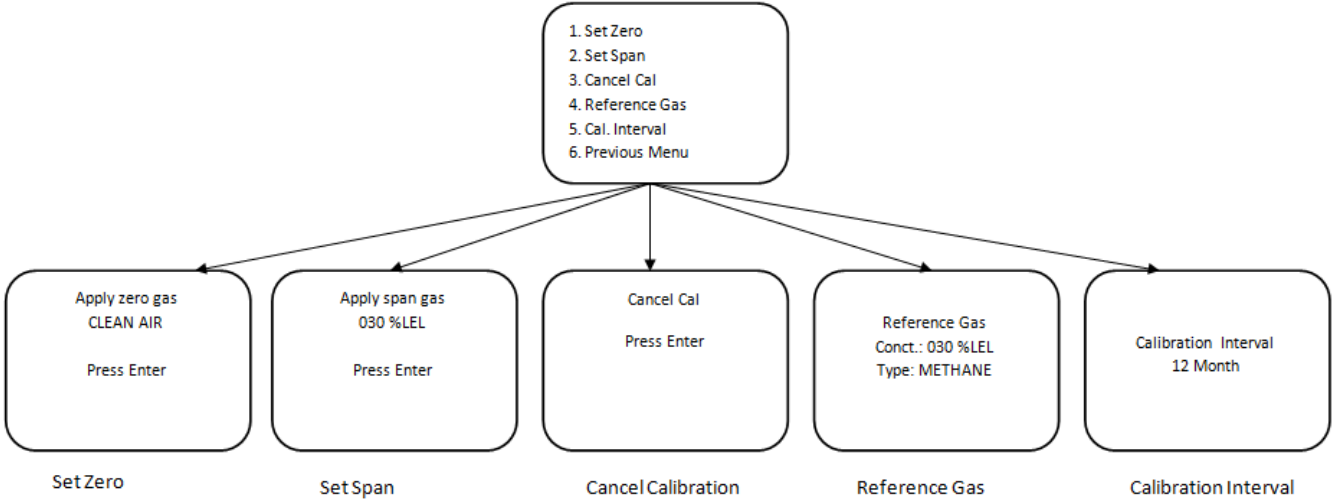 1. Set Zero
2. Set Span
3. Cancel Cal
4. Reference Gas
5. Cal. Interval
6. Previous Menu
Apply zero gas
CLEAN AIR
Press Enter
Apply span gas
030 %LEL
Press Enter
Cancel Cal
Press Enter
Reference Gas
Conct.: 030 %LEL
Type: METHANE
Calibration Interval
12 Month
Set Zero
Set Span
Cancel Calibration
Reference Gas
Calibration Interval